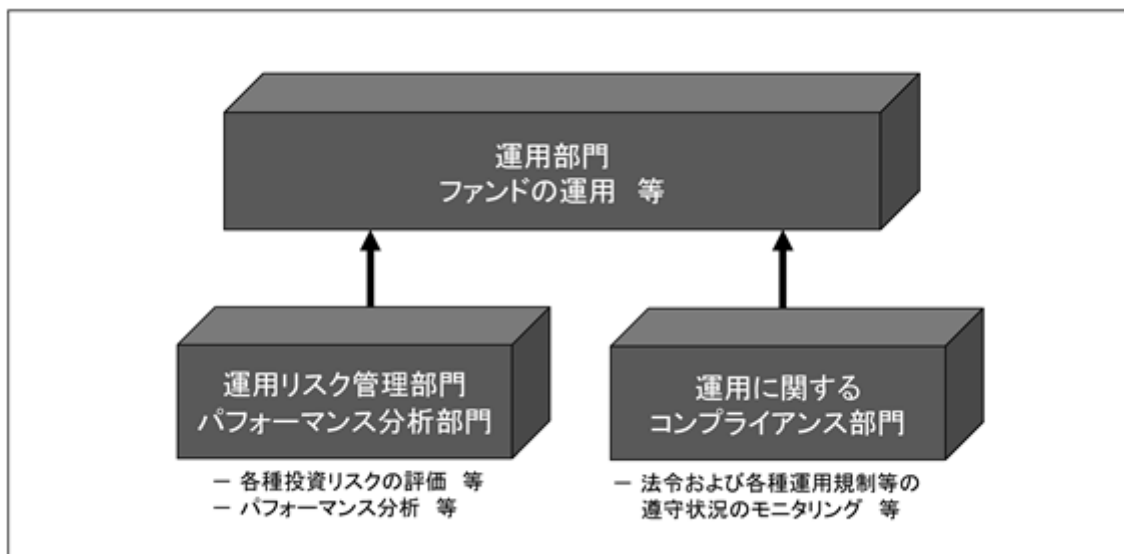 運用部門
ファンドの運用 等
運用リスク管理部門
パフォーマンス分析部門
運用に関する
コンプライアンス部門
－ 各種投資リスクの評価 等
－ パフォーマンス分析 等
－ 法令および各種運用規制等の
遵守状況のモニタリング 等